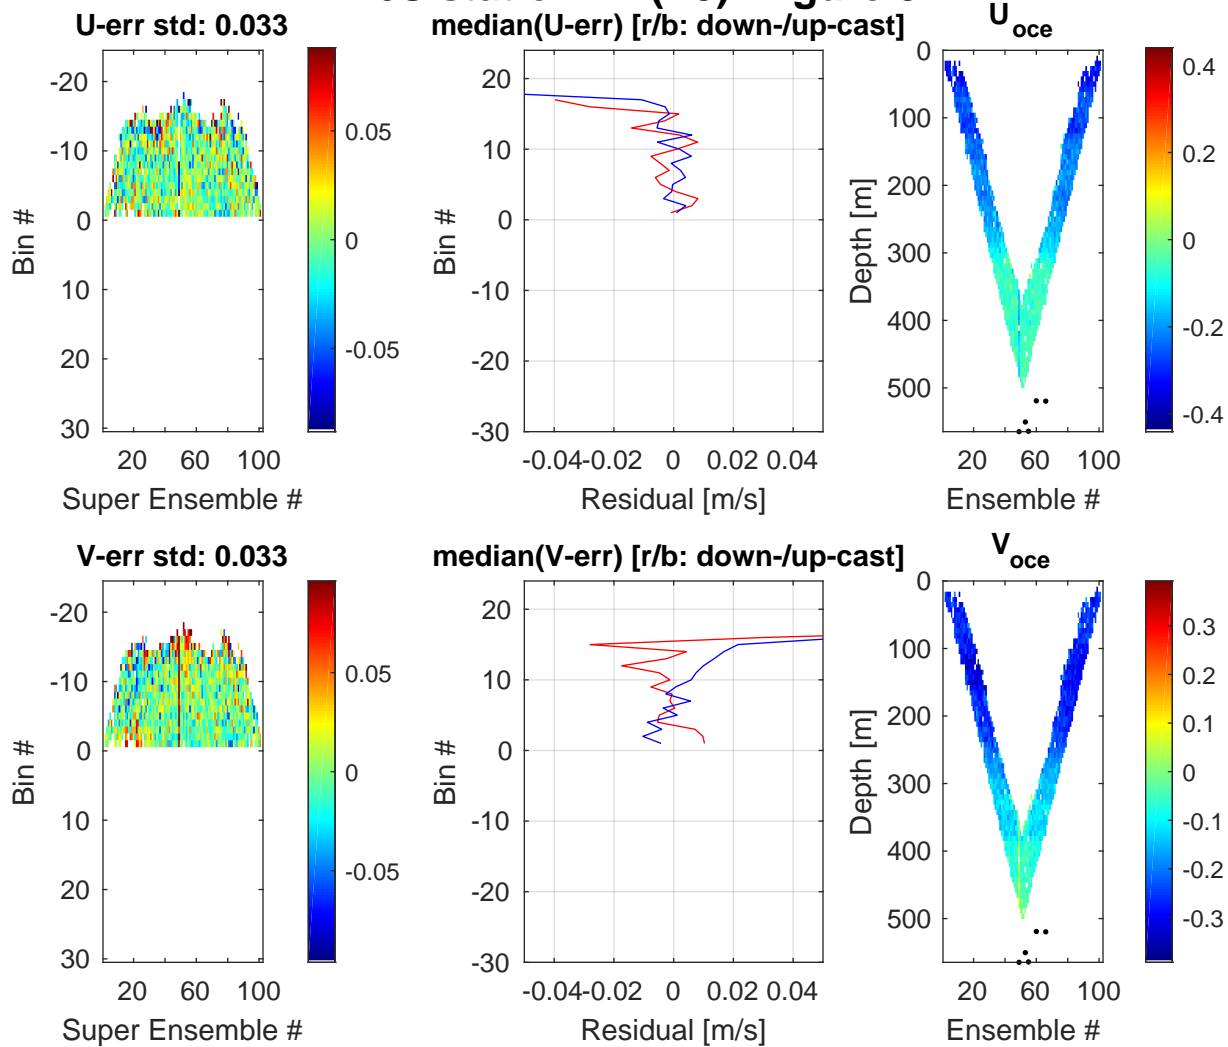 U-err std: 0.033
median(U-err) [r/b: down-/up-cast]
U oce
-20
-10
0
10
20
30
Bin #
20 60 100
Super Ensemble #
0.05
0
-0.05
20
10
0
-10
-20
-30
Bin #
-0.04 -0.02 0 0.02 0.04
Residual [m/s]
0
100
200
300
400
500
Depth [m]
20 60 100
Ensemble #
0.4
0.2
0
-0.2
-0.4
V-err std: 0.033
median(V-err) [r/b: down-/up-cast]
V oce
-20
-10
0
10
20
30
Bin #
20 60 100
Super Ensemble #
0.05
0
-0.05
20
10
0
-10
-20
-30
Bin #
-0.04 -0.02 0 0.02 0.04
Residual [m/s]
0
100
200
300
400
500
Depth [m]
20 60 100
Ensemble #
0.3
0.2
0.1
0
-0.1
-0.2
-0.3